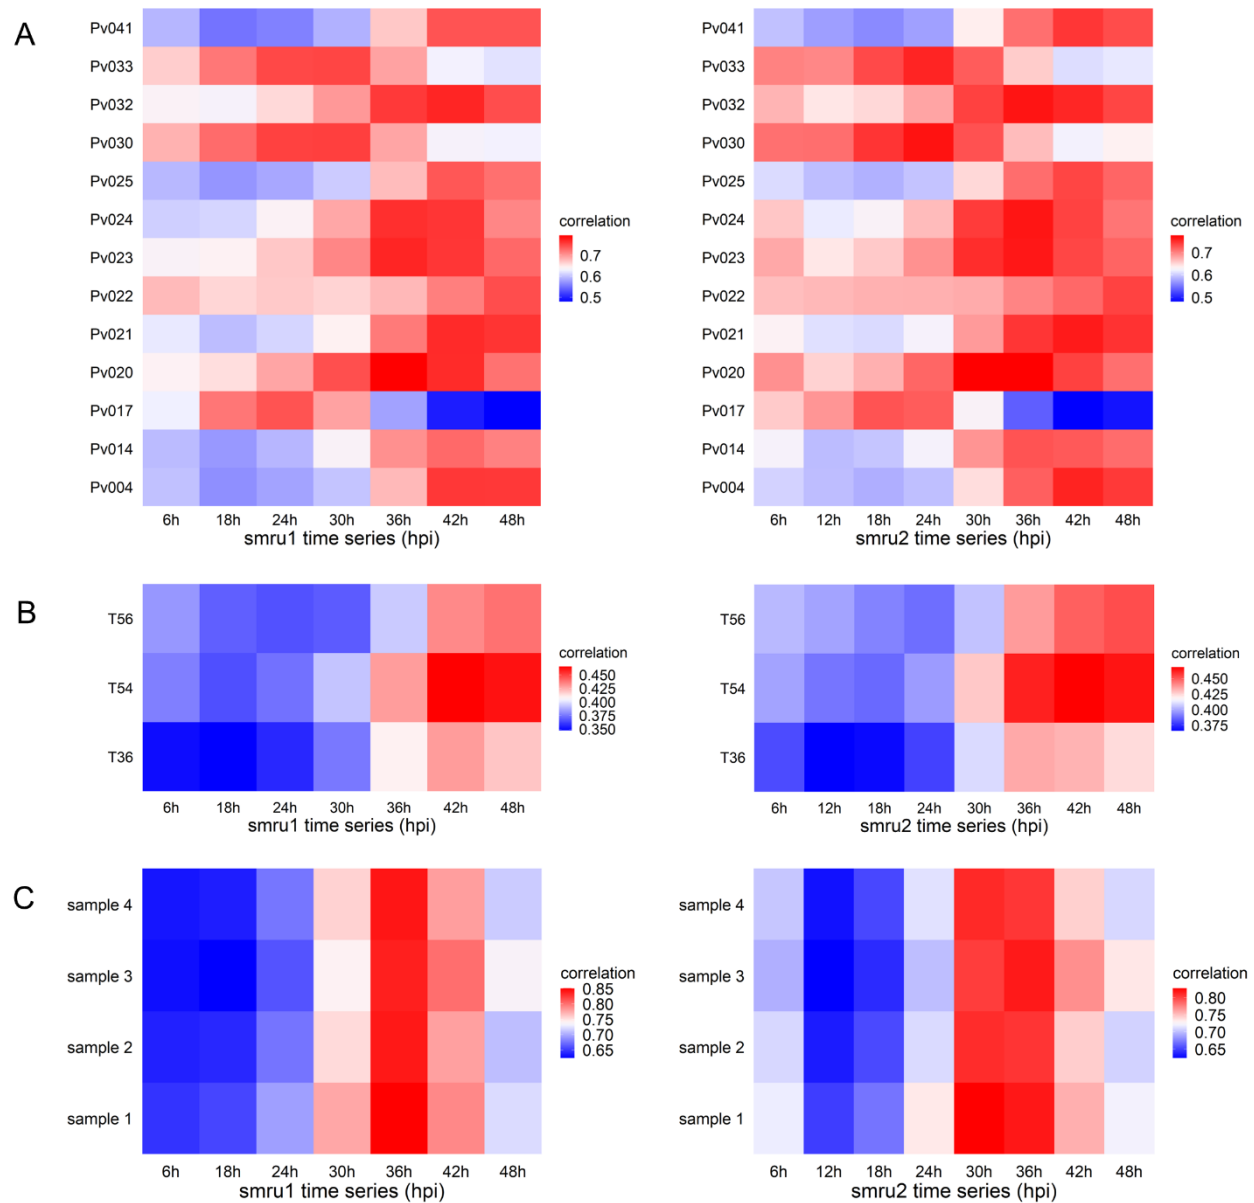 A
Pv041
Pv033
Pv032
Pv030
Pv025
Pv024
Pv023
Pv022
Pv021
Pv020
Pv017
Pv014
Pv004
6h 18h 24h 30h 36h 42h 48h
smru1 time series (hpi)
correlation
0.7
0.6
0.5
Pv041
Pv033
Pv032
Pv030
Pv025
Pv024
Pv023
Pv022
Pv021
Pv020
Pv017
Pv014
Pv004
6h 12h 18h 24h 30h 36h 42h 48h
smru2 time series (hpi)
correlation
0.7
0.6
0.5
B
T56
T54
T36
6h 18h 24h 30h 36h 42h 48h
smru1 time series (hpi)
correlation
0.450
0.425
0.400
0.375
0.350
T56
T54
T36
6h 12h 18h 24h 30h 36h 42h 48h
smru2 time series (hpi)
correlation
0.450
0.425
0.400
0.375
C
sample 4
sample 3
sample 2
sample 1
6h 18h 24h 30h 36h 42h 48h
smru1 time series (hpi)
correlation
0.85
0.80
0.75
0.70
0.65
sample 4
sample 3
sample 2
sample 1
6h 12h 18h 24h 30h 36h 42h 48h
smru2 time series (hpi)
correlation
0.80
0.75
0.70
0.65